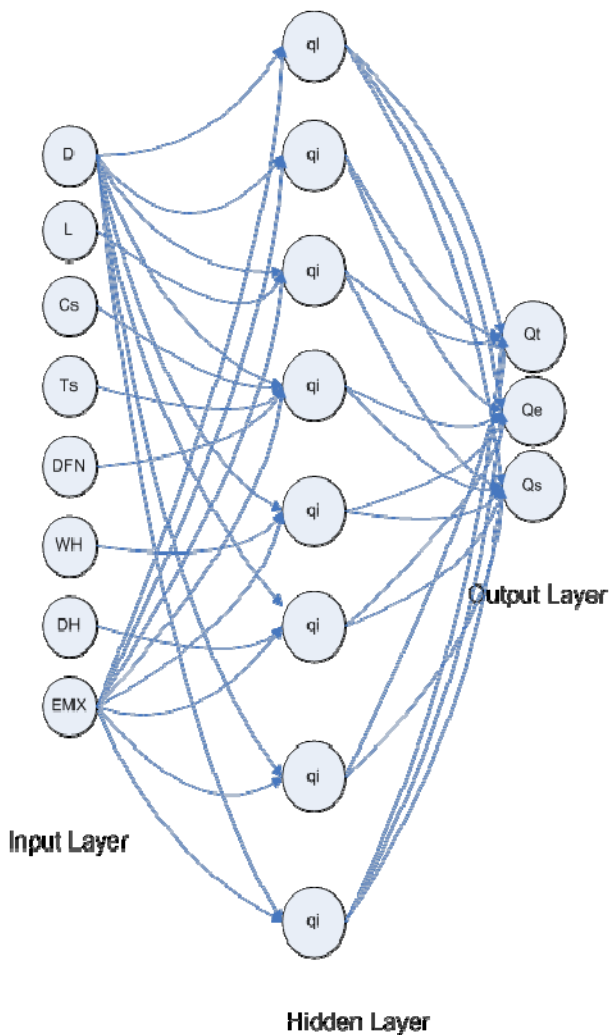 ql
D
qi
L
qi
Cs
Qt
Ts
qi
Qe
DFN
Qs
qi
WH
Output Layer
DH
qi
EMX
qi
Input Layer
qi
Hidden Layer